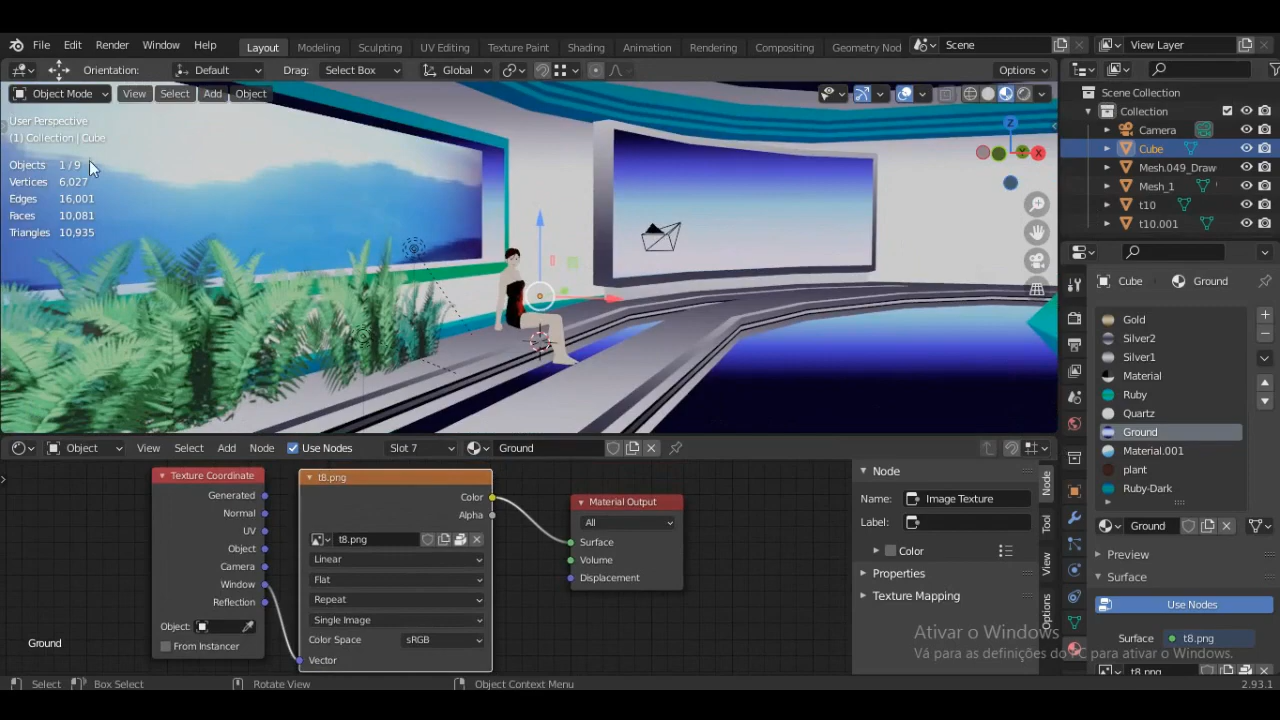 File Edit Render Window Help Layout Modeling Sculpting UV Editing Texture Paint Shading Animation Rendering Compositing Geometry Nod Scene View Layer
Orientation: Default Drag: Select Box Global Options
Object Mode View Select Add Object
User Perspective
(1) Collection | Cube
Objects 1/9
Vertices 6,027
Edges 16,001
Faces 10,081
Triangles 10,935
Z
Y
X
Scene Collection
Collection
Camera
Cube
Mesh.049_Draw
Mesh_1
t10
t10.001
Cube Ground
Gold
Silver2
Silver1
Material
Ruby
Quartz
Ground
Material.001
plant
Ruby-Dark
Ground
Preview
Surface
Use Nodes
Surface t8.png
t8.png
Object View Select Add Node Use Nodes Slot 7 Ground
Texture Coordinate
Generated
Normal
UV
Object
Camera
Window
Reflection
Object:
From Instancer
t8.png
Color
Alpha
t8.png
Linear
Flat
Repeat
Single Image
Color Space sRGB
Vector
Material Output
All
Surface
Volume
Displacement
Node
Name: Image Texture
Label:
Color
Properties
Texture Mapping
Node
Tool
View
Options
Ground
Ativar o Windows
Vá para as definições do PC para ativar o Windows.
Select Box Select Rotate View Object Context Menu 2.93.1